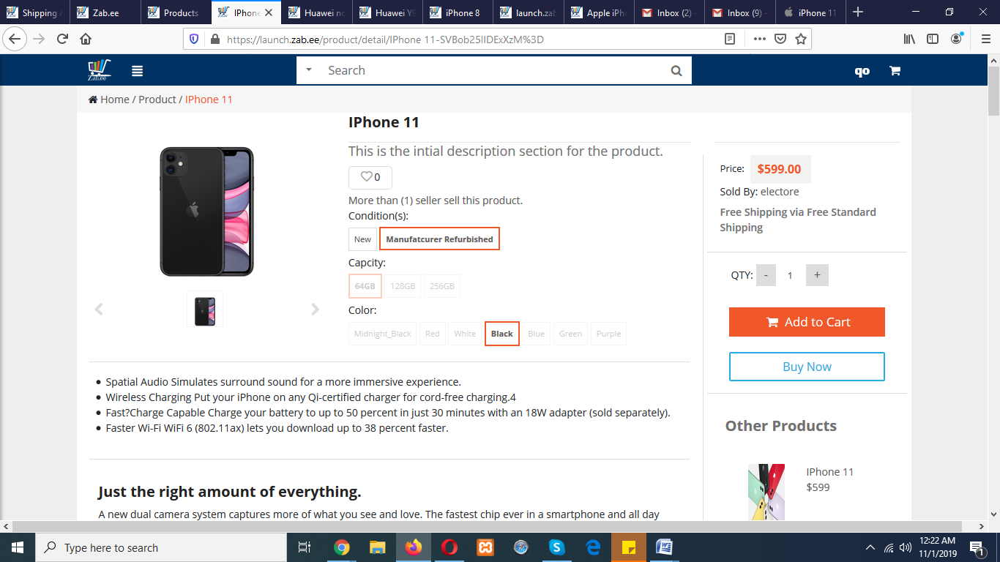 Shipping A
Zab.ee
Products
IPhone
Huawei no
Huawei Y9
iPhone 8
launch.zab
Apple iPho
Inbox (2) -
Inbox (9) -
iPhone 11
https://launch.zab.ee/product/detail/IPhone 11-SVBob25lIDExXzM%3D
Zab.ee
Search
qo
Home / Product / IPhone 11
IPhone 11
This is the intial description section for the product.
0
More than (1) seller sell this product.
Condition(s):
New
Manufatcurer Refurbished
Capcity:
64GB
128GB
256GB
Color:
Midnight_Black
Red
White
Black
Blue
Green
Purple
Price: $599.00
Sold By: electore
Free Shipping via Free Standard
Shipping
QTY: - 1 +
Add to Cart
Buy Now
Spatial Audio Simulates surround sound for a more immersive experience.
Wireless Charging Put your iPhone on any Qi-certified charger for cord-free charging.4
Fast?Charge Capable Charge your battery to up to 50 percent in just 30 minutes with an 18W adapter (sold separately).
Faster Wi-Fi WiFi 6 (802.11ax) lets you download up to 38 percent faster.
Other Products
IPhone 11
$599
Just the right amount of everything.
A new dual camera system captures more of what you see and love. The fastest chip ever in a smartphone and all day
Type here to search
12:22 AM
11/1/2019
1